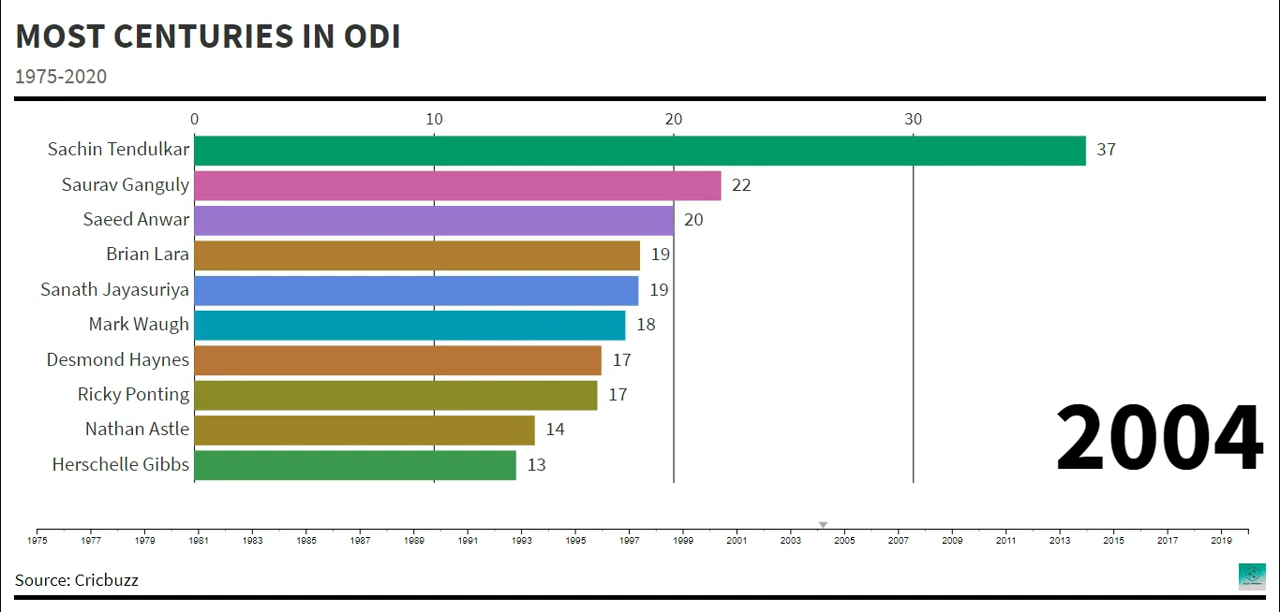 MOST CENTURIES IN ODI
1975-2020
0 10 20 30
Sachin Tendulkar 37
Saurav Ganguly 22
Saeed Anwar 20
Brian Lara 19
Sanath Jayasuriya 19
Mark Waugh 18
Desmond Haynes 17
Ricky Ponting 17
Nathan Astle 14
Herschelle Gibbs 13
2004
1975 1977 1979 1981 1983 1985 1987 1989 1991 1993 1995 1997 1999 2001 2003 2005 2007 2009 2011 2013 2015 2017 2019
Source: Cricbuzz